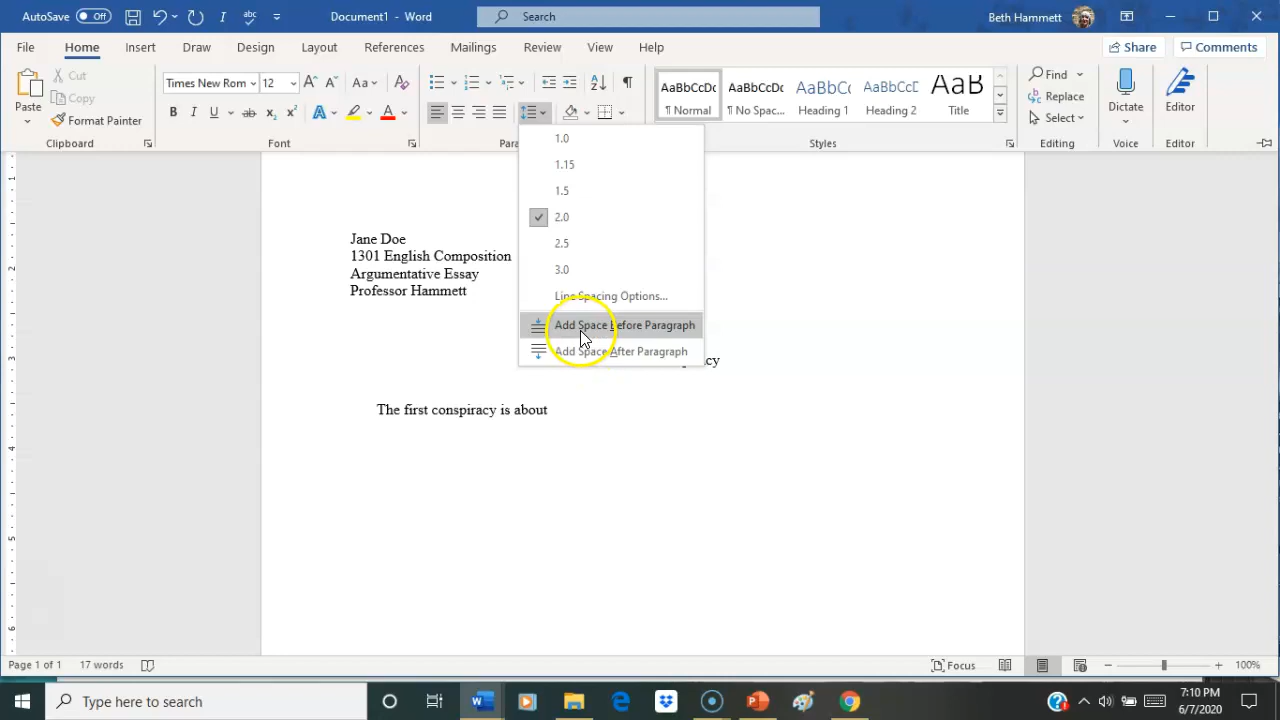 AutoSave Off Document1 - Word Search Beth Hammett
File Home Insert Draw Design Layout References Mailings Review View Help Share Comments
Paste
Cut
Copy
Format Painter
Clipboard
Times New Rom 12
Font
AaBbCcDc AaBbCcDc AaBbCc AaBbCcDc AaB
¶ Normal ¶ No Spac... Heading 1 Heading 2 Title
Styles
Find
Replace
Select
Editing
Dictate
Voice
Editor
Editor
1.0
1.15
1.5
2.0
2.5
3.0
Line Spacing Options...
Add Space Before Paragraph
Add Space After Paragraph
Jane Doe
1301 English Composition
Argumentative Essay
Professor Hammett
The first conspiracy is about
Page 1 of 1 17 words Focus 100%
Type here to search
7:10 PM
6/7/2020